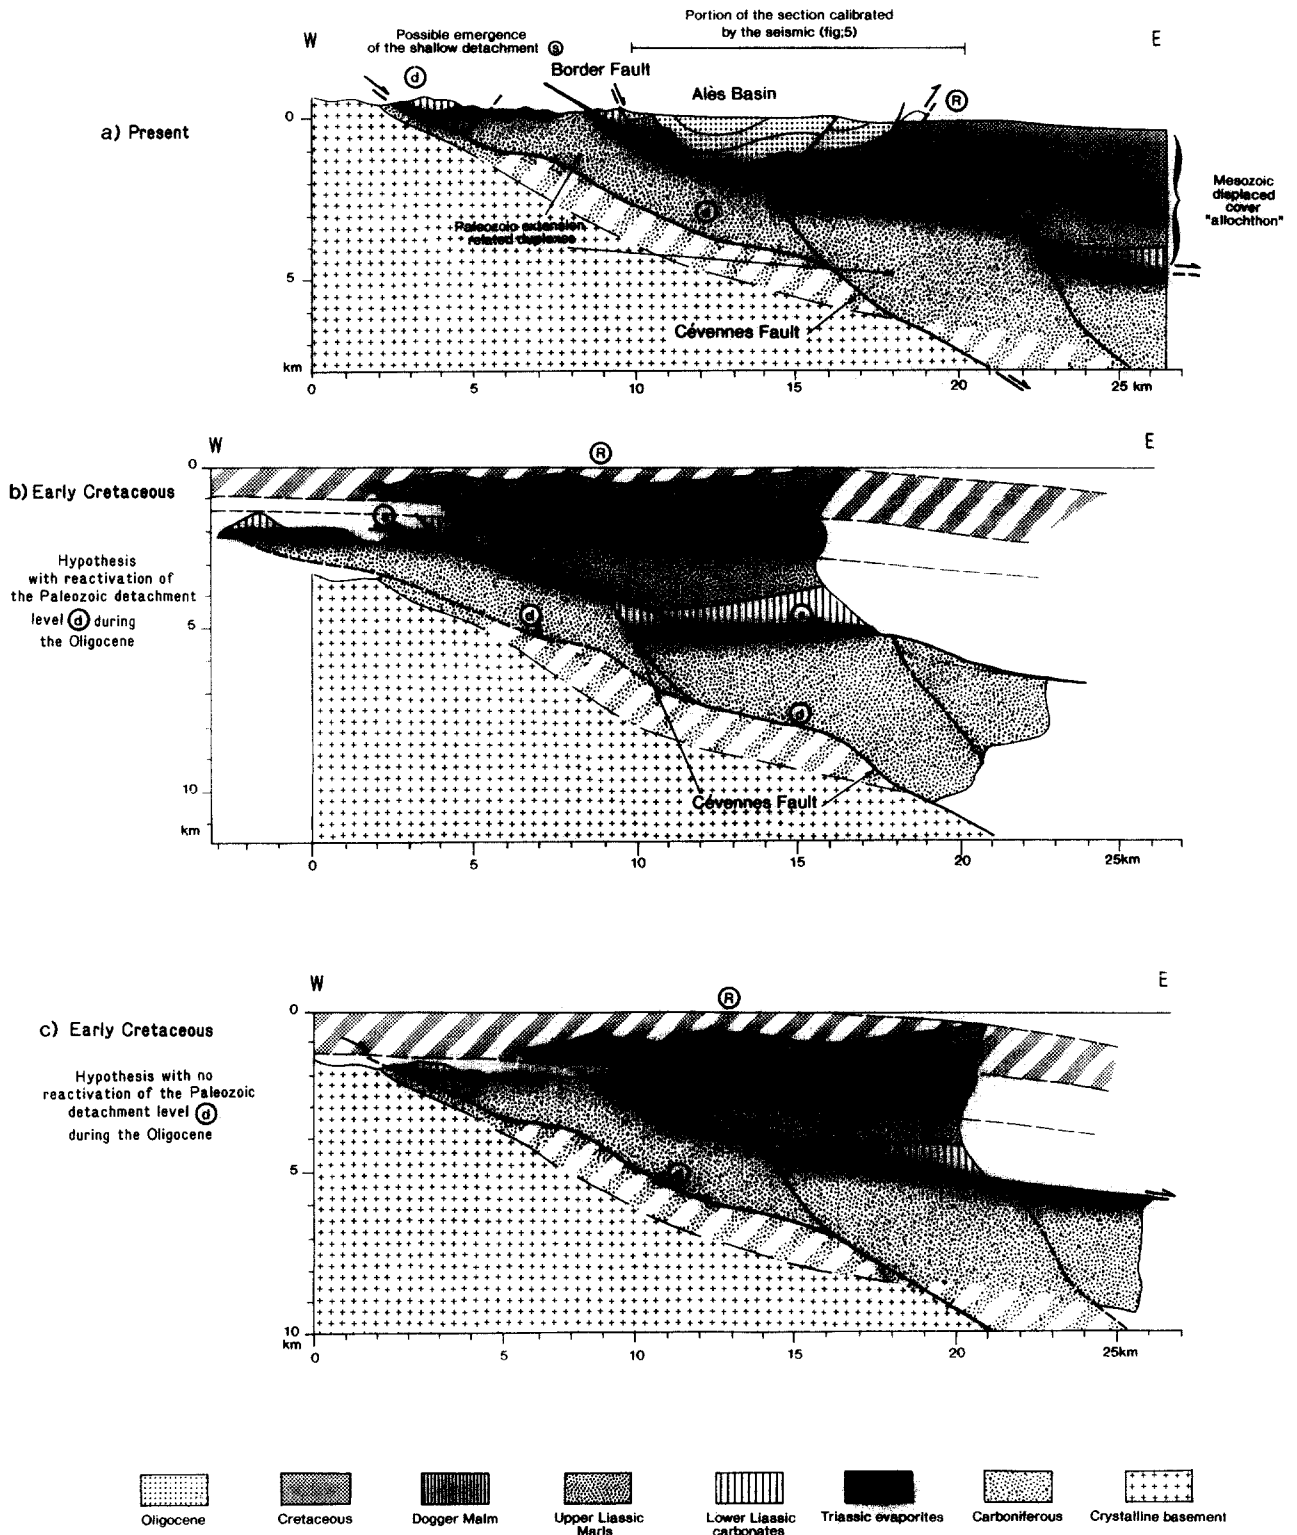 Portion of the section calibrated
by the seismic (fig;5)
W
Possible emergence
of the shallow detachment s
E
d
Border Fault
Alès Basin
R
a) Present
0
Mesozoic
displaced
cover
"allochthon"
d
Paleozoic extension
related duplexe
5
Cévennes Fault
km
0
5
10
15
20
25 km
W
R
E
0
b) Early Cretaceous
Hypothesis
with reactivation of
the Paleozoic detachment
level d during
the Oligocene
d
5
d
10
Cévennes Fault
km
0
5
10
15
20
25km
W
R
E
0
c) Early Cretaceous
Hypothesis with no
reactivation of the Paleozoic
detachment level d
during the Oligocene
5
10
km
0
5
10
15
20
25km
Oligocene
Cretaceous
Dogger Malm
Upper Liassic
Marls
Lower Liassic
carbonates
Triassic evaporites
Carboniferous
Crystalline basement